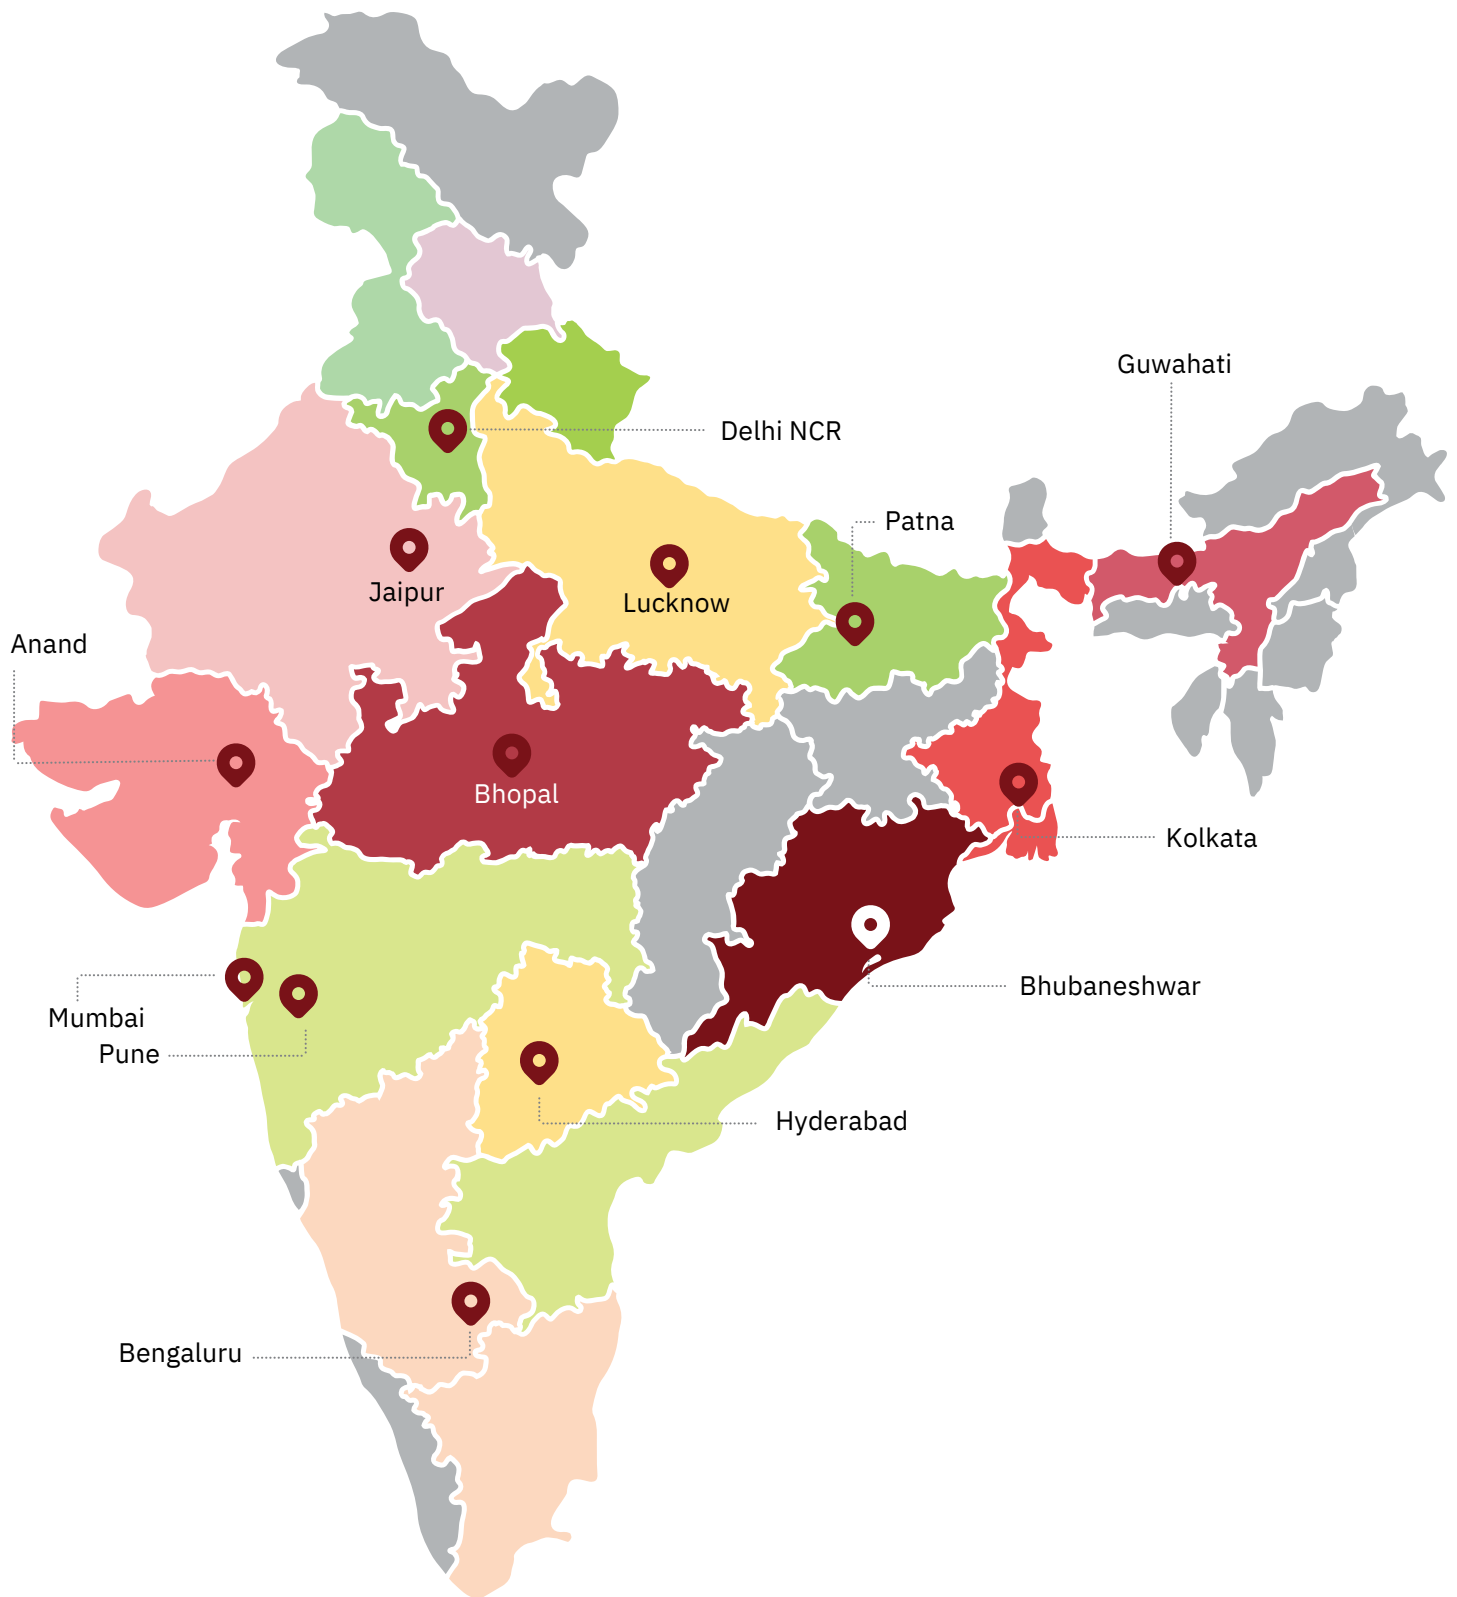 Guwahati
Delhi NCR
Patna
Jaipur
Lucknow
Anand
Bhopal
Kolkata
Bhubaneshwar
Mumbai
Pune
Hyderabad
Bengaluru